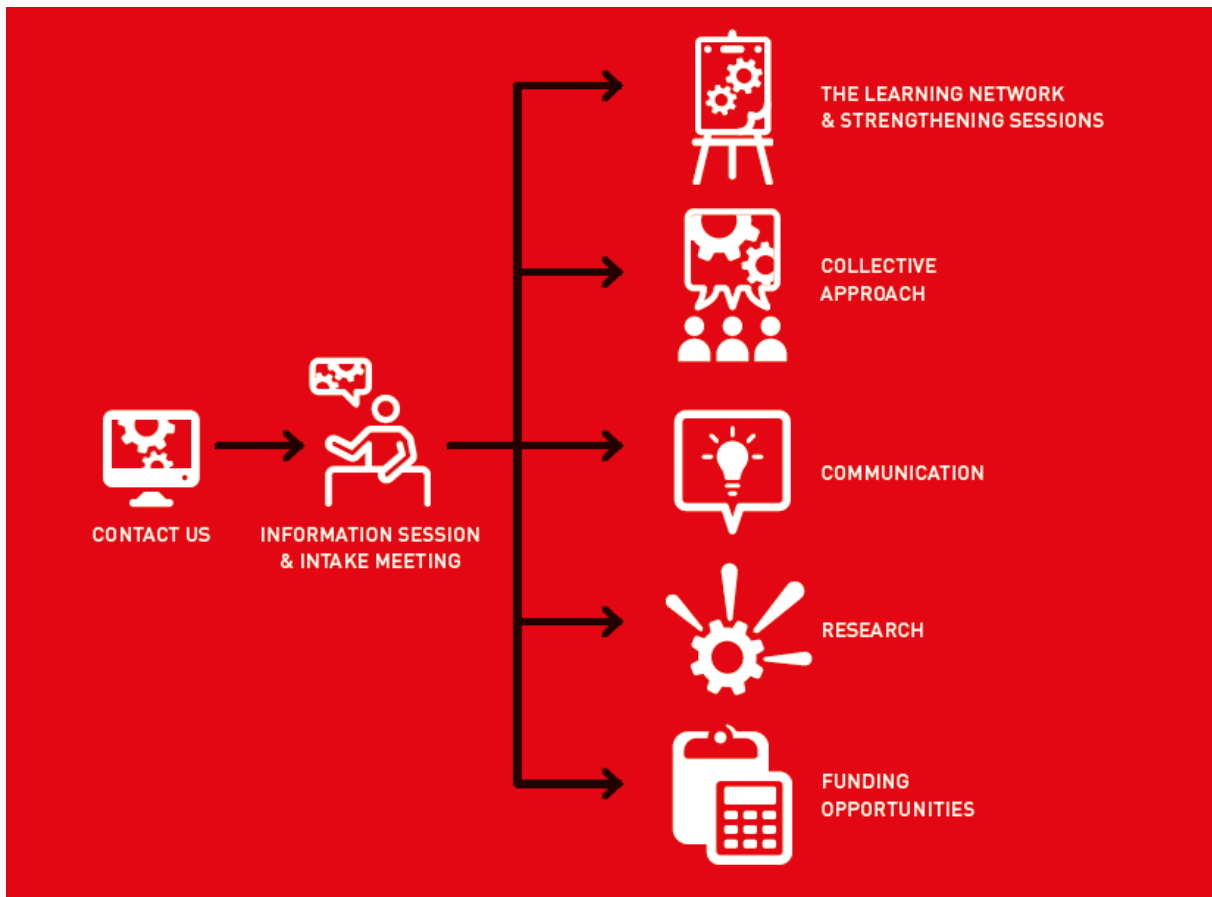 CONTACT US
INFORMATION SESSION
& INTAKE MEETING
THE LEARNING NETWORK
& STRENGTHENING SESSIONS
COLLECTIVE
APPROACH
COMMUNICATION
RESEARCH
FUNDING
OPPORTUNITIES